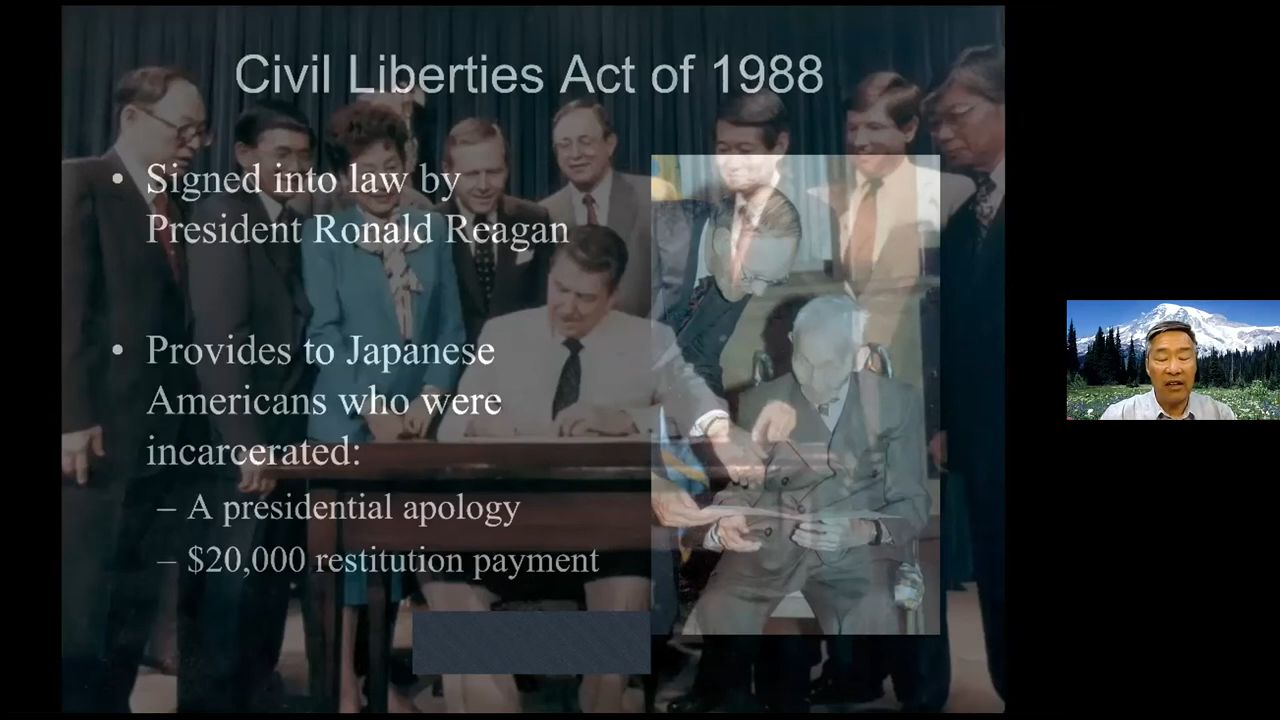 Civil Liberties Act of 1988
• Signed into law by
President Ronald Reagan
• Provides to Japanese
Americans who were
incarcerated:
– A presidential apology
– $20,000 restitution payment